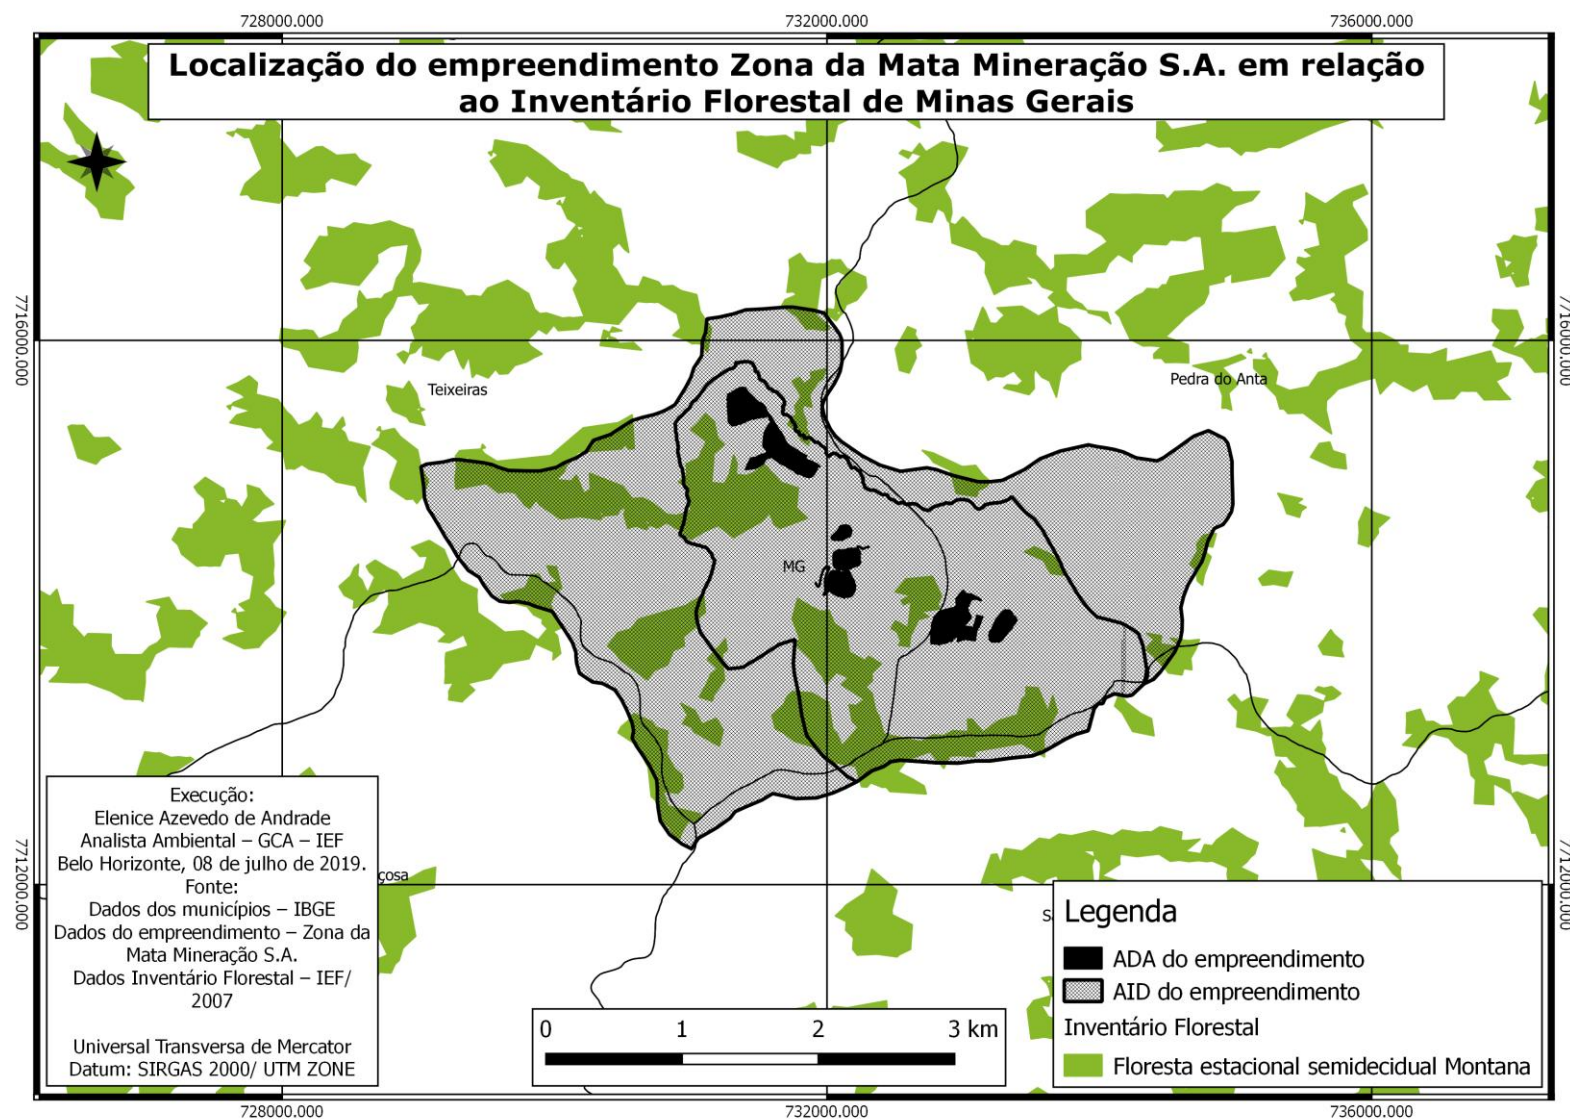 728000.000
732000.000
736000.000
Localização do empreendimento Zona da Mata Mineração S.A. em relação
ao Inventário Florestal de Minas Gerais
7716000.000
7716000.000
Teixeiras
Pedra do Anta
MG
Execução:
Elenice Azevedo de Andrade
Analista Ambiental – GCA – IEF
Belo Horizonte, 08 de julho de 2019.
Fonte:
Dados dos municípios – IBGE
Dados do empreendimento – Zona da
Mata Mineração S.A.
Dados Inventário Florestal – IEF/
2007
Universal Transversa de Mercator
Datum: SIRGAS 2000/ UTM ZONE
çosa
7712000.000
7712000.000
Legenda
ADA do empreendimento
AID do empreendimento
Inventário Florestal
Floresta estacional semidecidual Montana
0 1 2 3 km
728000.000
732000.000
736000.000